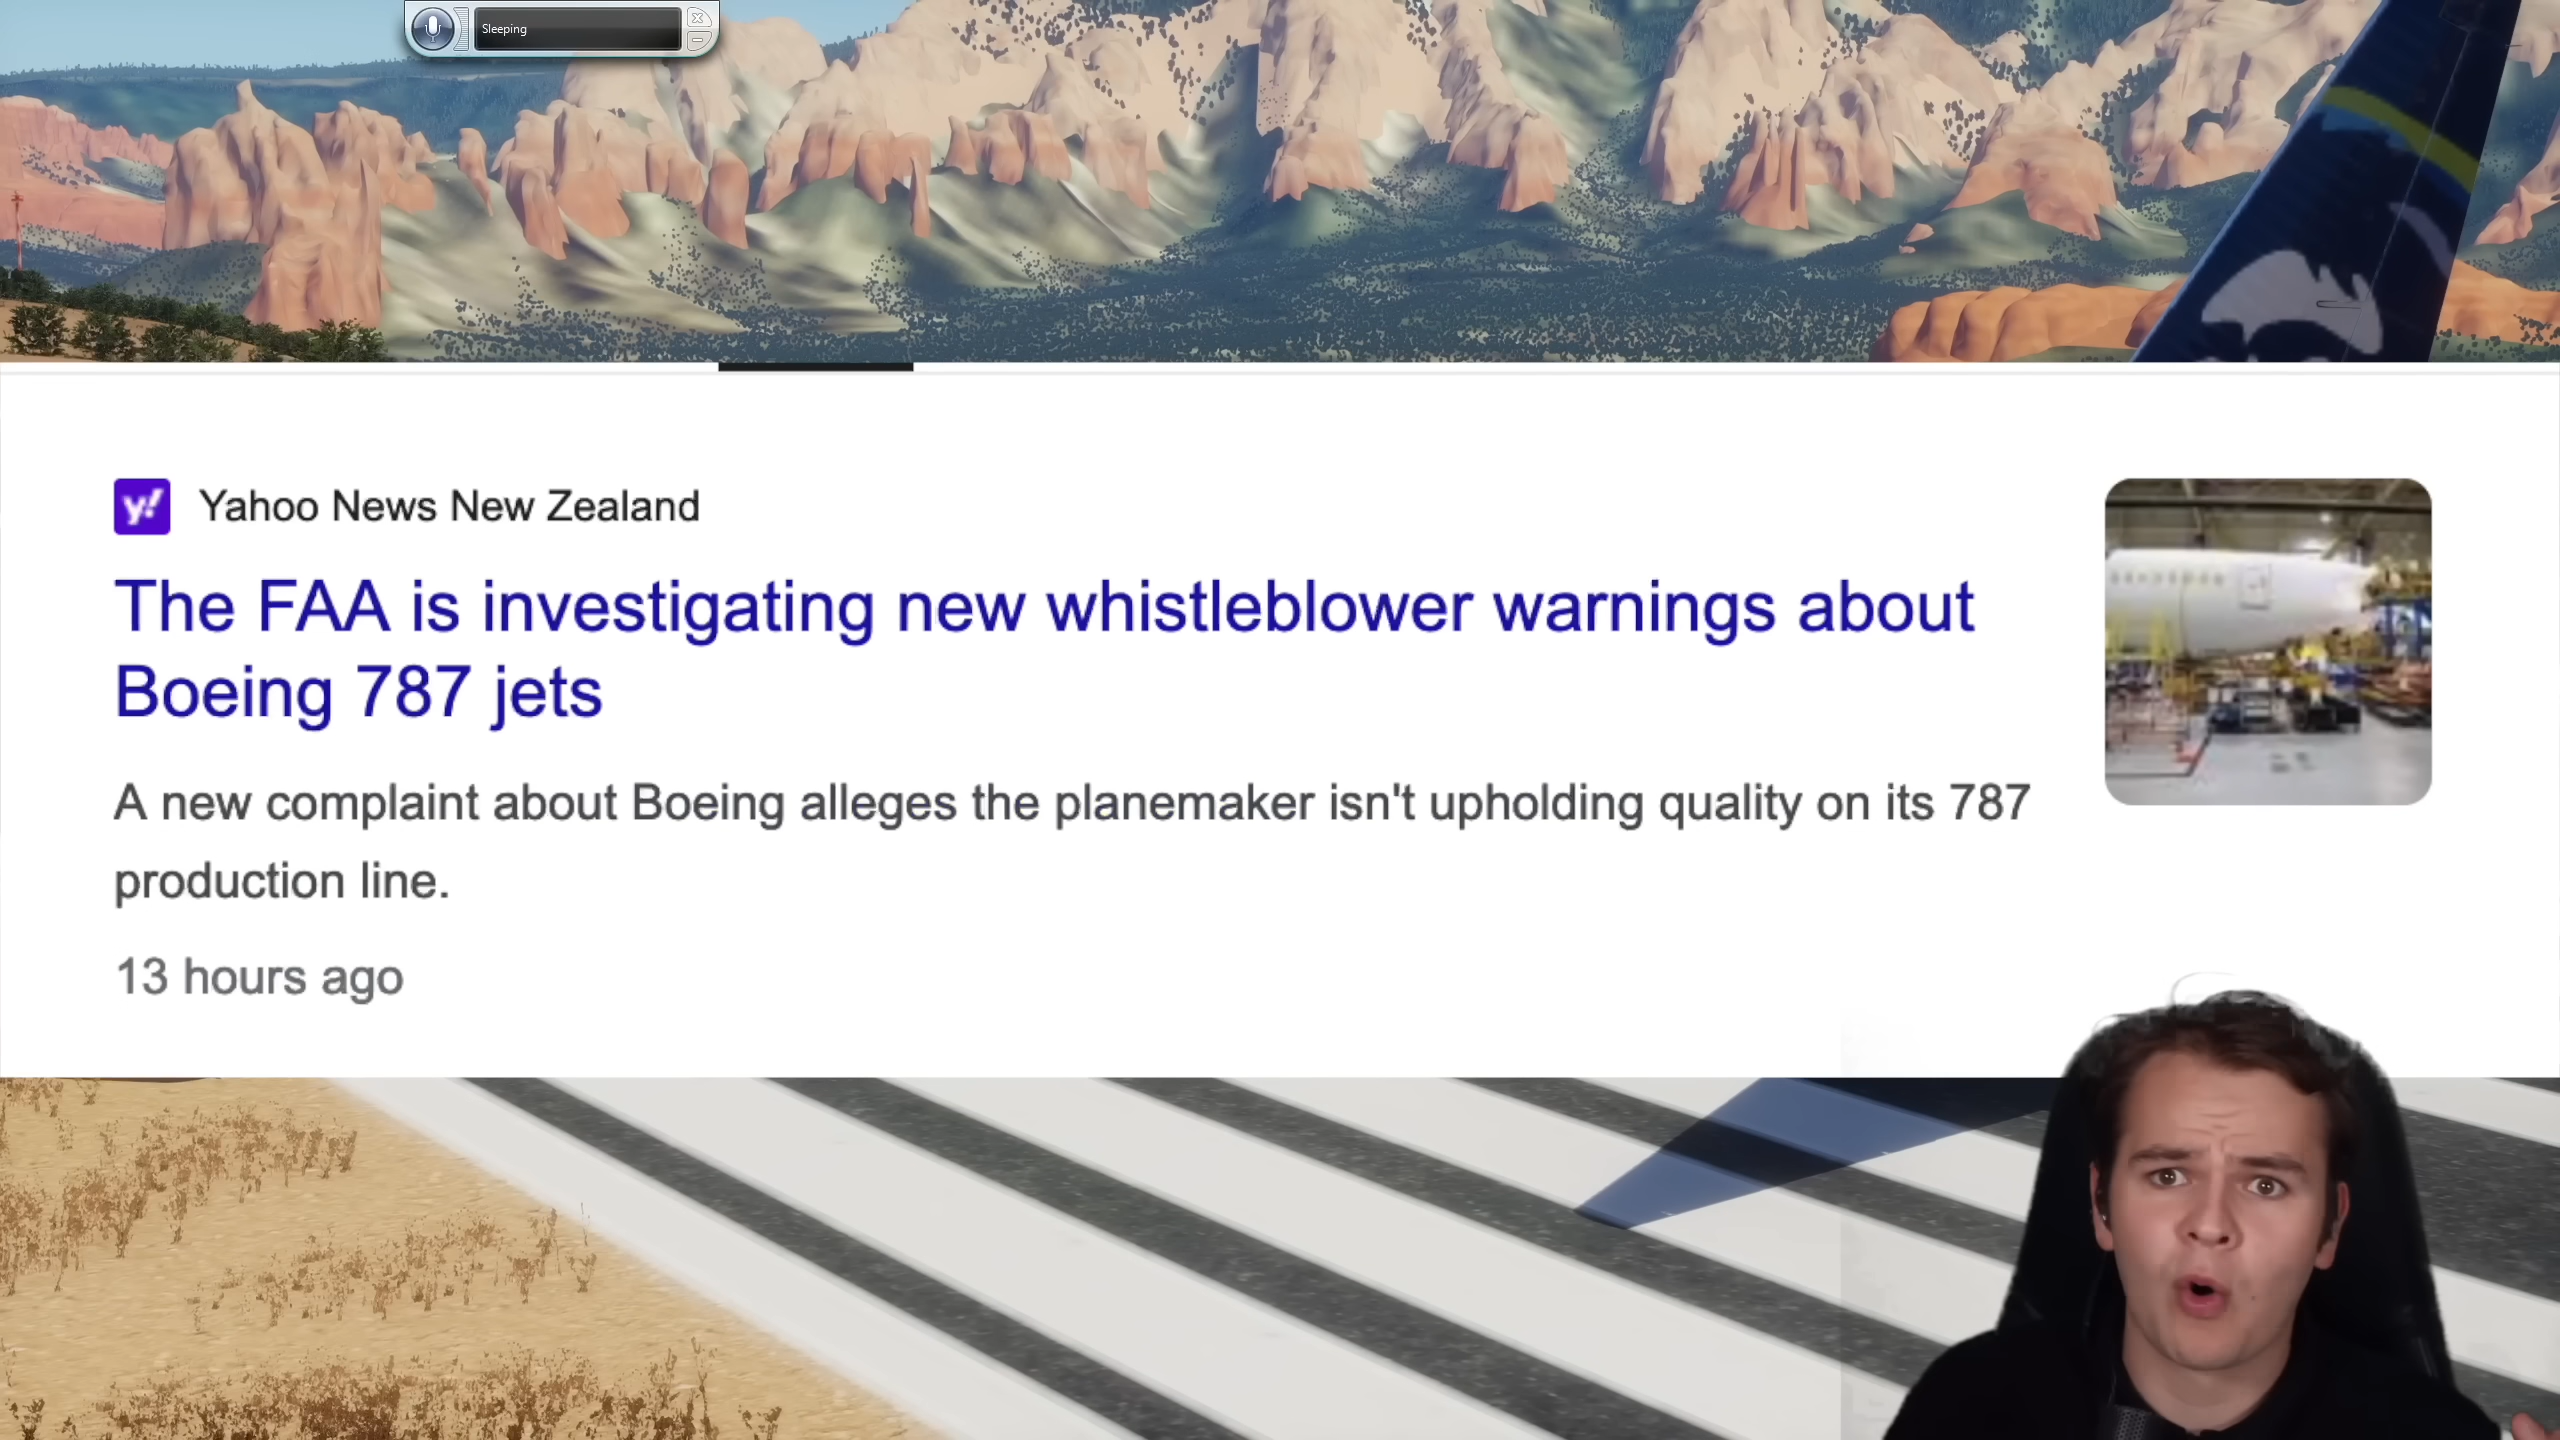 Sleeping
y!
Yahoo News New Zealand
The FAA is investigating new whistleblower warnings about
Boeing 787 jets
A new complaint about Boeing alleges the planemaker isn't upholding quality on its 787
production line.
13 hours ago